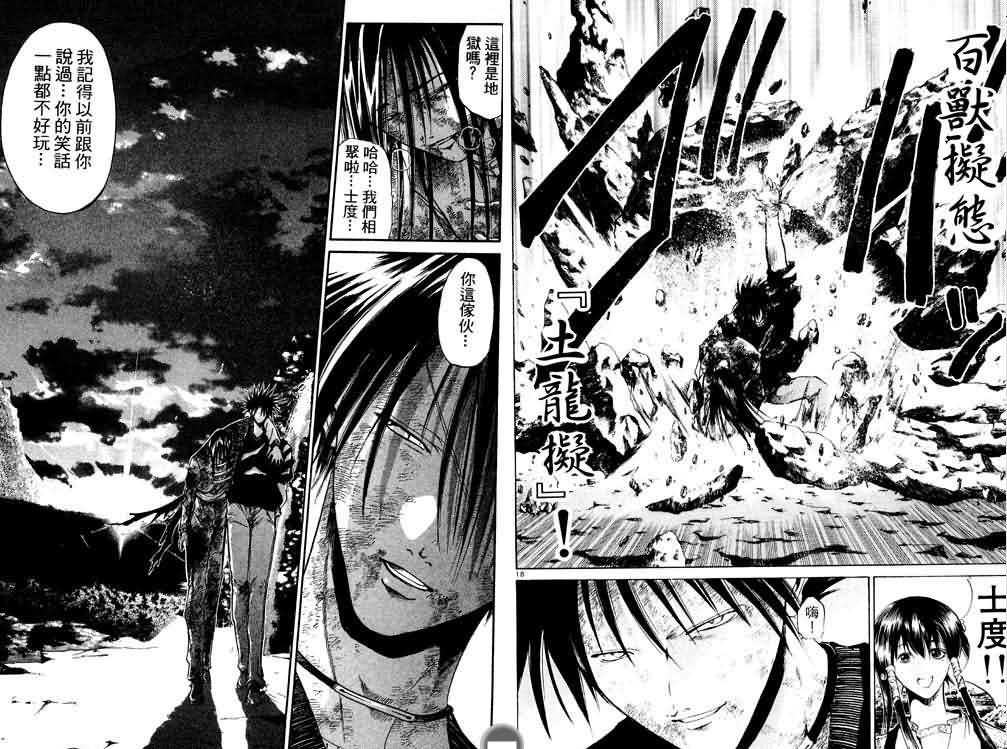 百獸擬態
『土龍擬』!
士度!!
嗨!
18
這裡是地
獄嗎?
哈哈…我們相
聚啦…士度…
你這傢伙…
我記得以前跟你
說過…你的笑話
一點都不好玩…